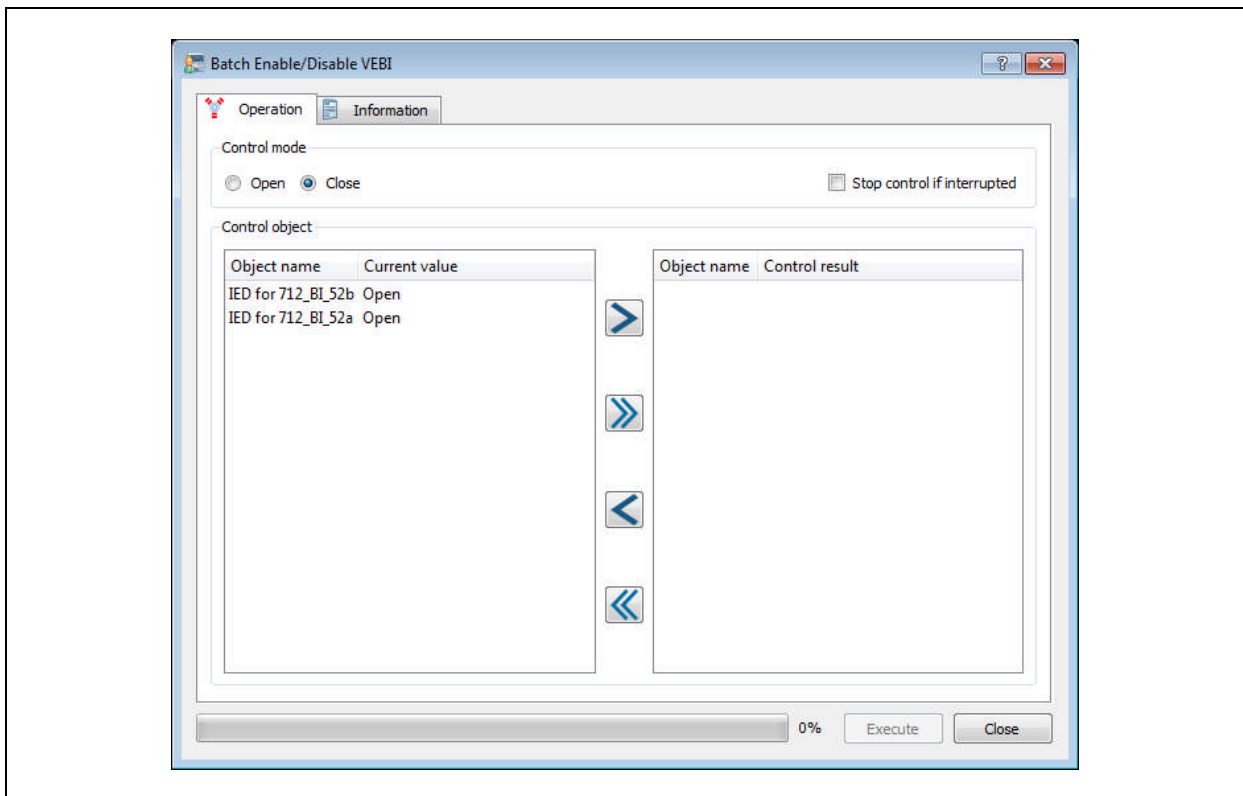 Batch Enable/Disable VEBI
Operation Information
Control mode
Open Close Stop control if interrupted
Control object
Object name Current value Object name Control result
IED for 712_BI_52b Open
IED for 712_BI_52a Open
0% Execute Close